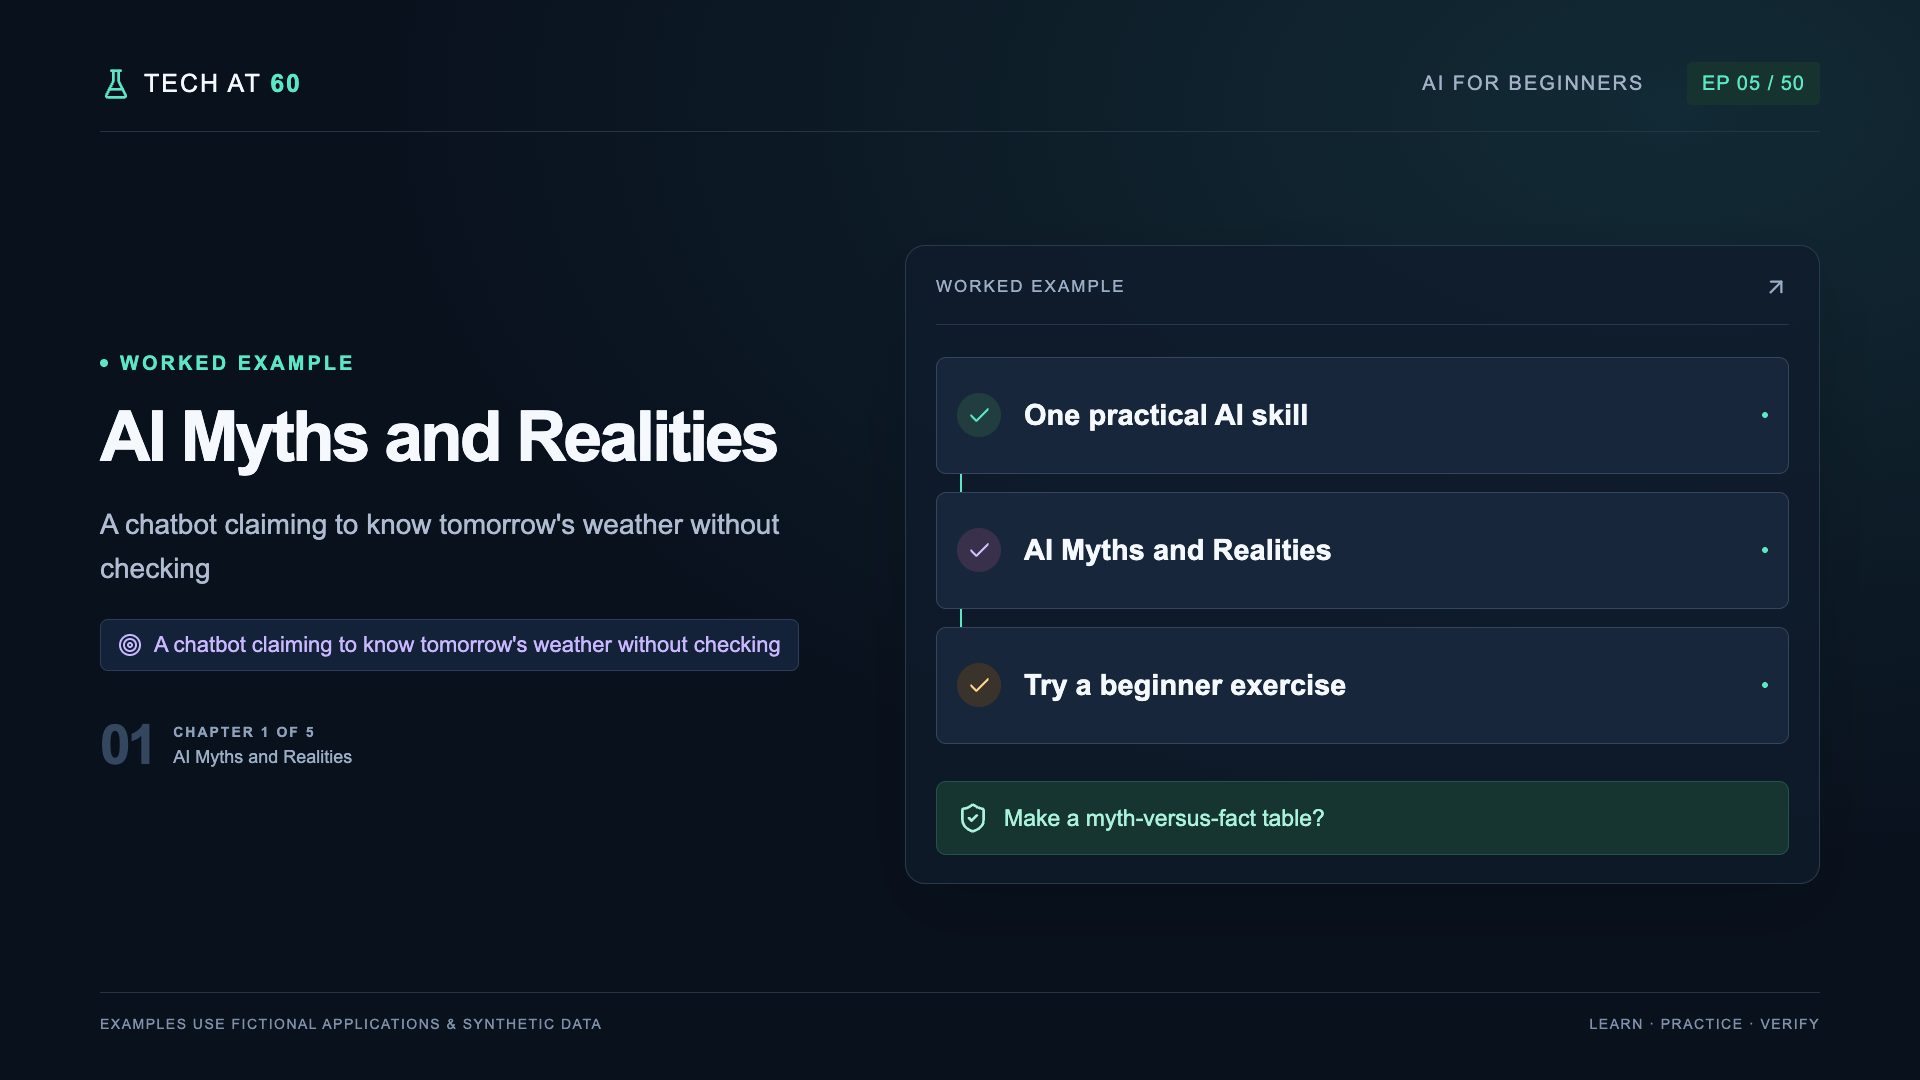 TECH AT 60
AI FOR BEGINNERS
EP 05 / 50
WORKED EXAMPLE
AI Myths and Realities
A chatbot claiming to know tomorrow's weather without
checking
A chatbot claiming to know tomorrow's weather without checking
01
CHAPTER 1 OF 5
AI Myths and Realities
WORKED EXAMPLE
One practical AI skill
AI Myths and Realities
Try a beginner exercise
Make a myth-versus-fact table?
EXAMPLES USE FICTIONAL APPLICATIONS & SYNTHETIC DATA
LEARN · PRACTICE · VERIFY